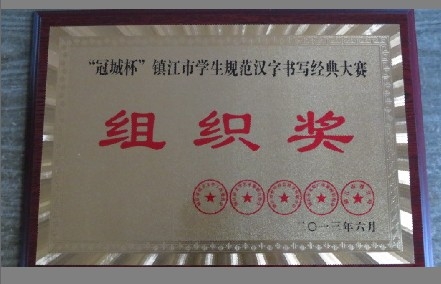 “冠城杯”镇江市学生规范汉字书写经典大赛
组织奖
二〇一三年六月